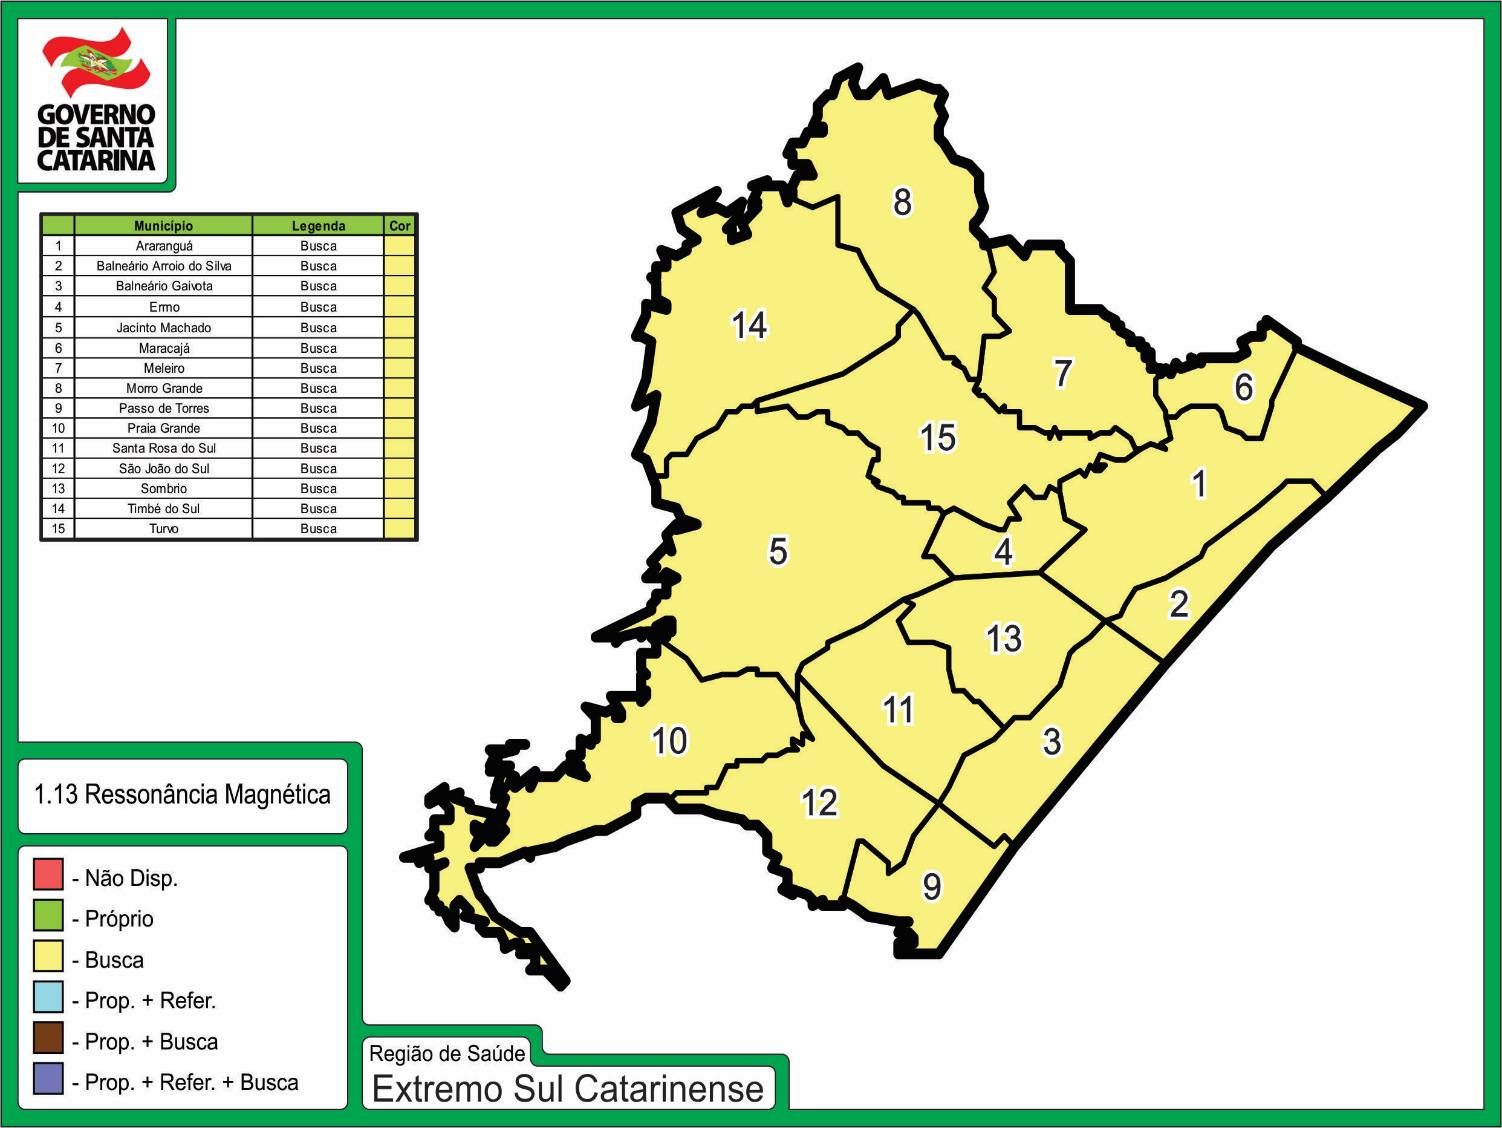 GOVERNO
DE SANTA
CATARINA
Município Legenda Cor
1 Araranguá Busca
2 Balneário Arroio do Silva Busca
3 Balneário Gaivota Busca
4 Ermo Busca
5 Jacinto Machado Busca
6 Maracajá Busca
7 Meleiro Busca
8 Morro Grande Busca
9 Passo de Torres Busca
10 Praia Grande Busca
11 Santa Rosa do Sul Busca
12 São João do Sul Busca
13 Sombrio Busca
14 Timbé do Sul Busca
15 Turvo Busca
8
14
7
6
15
1
5
4
2
13
11
10
3
12
9
1.13 Ressonância Magnética
- Não Disp.
- Próprio
- Busca
- Prop. + Refer.
- Prop. + Busca
- Prop. + Refer. + Busca
Região de Saúde
Extremo Sul Catarinense